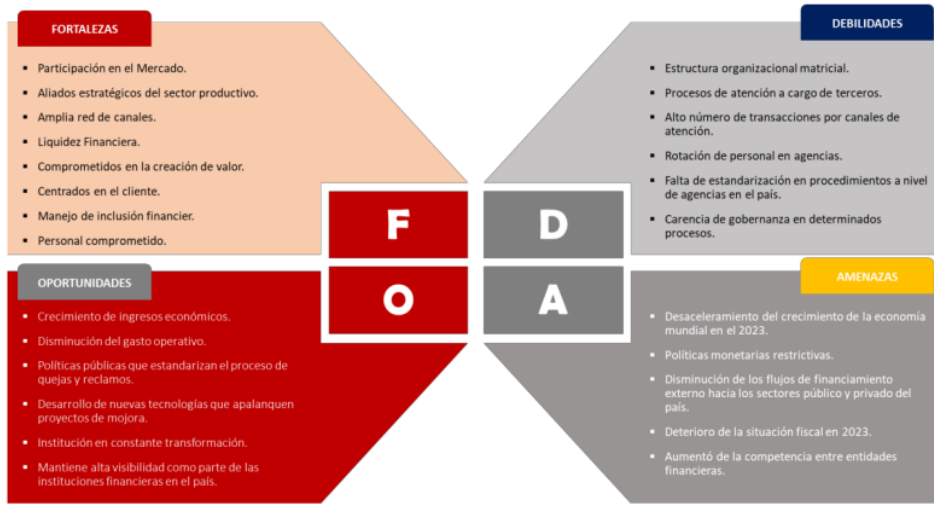 FORTALEZAS
▪ Participación en el Mercado.
▪ Aliados estratégicos del sector productivo.
▪ Amplia red de canales.
▪ Liquidez Financiera.
▪ Comprometidos en la creación de valor.
▪ Centrados en el cliente.
▪ Manejo de inclusión financier.
▪ Personal comprometido.
DEBILIDADES
▪ Estructura organizacional matricial.
▪ Procesos de atención a cargo de terceros.
▪ Alto número de transacciones por canales de
atención.
▪ Rotación de personal en agencias.
▪ Falta de estandarización en procedimientos a nivel
de agencias en el país.
▪ Carencia de gobernanza en determinados
procesos.
F
D
O
A
OPORTUNIDADES
▪ Crecimiento de ingresos económicos.
▪ Disminución del gasto operativo.
▪ Políticas públicas que estandarizan el proceso de
quejas y reclamos.
▪ Desarrollo de nuevas tecnologías que apalanquen
proyectos de mojora.
▪ Institución en constante transformación.
▪ Mantiene alta visibilidad como parte de las
instituciones financieras en el país.
AMENAZAS
▪ Desaceleramiento del crecimiento de la economía
mundial en el 2023.
▪ Políticas monetarias restrictivas.
▪ Disminución de los flujos de financiamiento
externo hacia los sectores público y privado del
país.
▪ Deterioro de la situación fiscal en 2023.
▪ Aumentó de la competencia entre entidades
financieras.